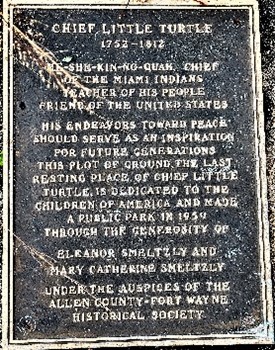 CHIEF LITTLE TURTLE
1752-1812
ME-SHE-KIN-NO-QUAH, CHIEF
OF THE MIAMI INDIANS
TEACHER OF HIS PEOPLE
FRIEND OF THE UNITED STATES
HIS ENDEAVORS TOWARD PEACE
SHOULD SERVE AS AN INSPIRATION
FOR FUTURE GENERATIONS
THIS PLOT OF GROUND, THE LAST
RESTING PLACE OF CHIEF LITTLE
TURTLE, IS DEDICATED TO THE
CHILDREN OF AMERICA AND MADE
A PUBLIC PARK IN 1959
THROUGH THE GENEROSITY OF
ELEANOR SMELTZLY AND
MARY CATHERINE SMELTZLY
UNDER THE AUSPICES OF THE
ALLEN COUNTY-FORT WAYNE
HISTORICAL SOCIETY